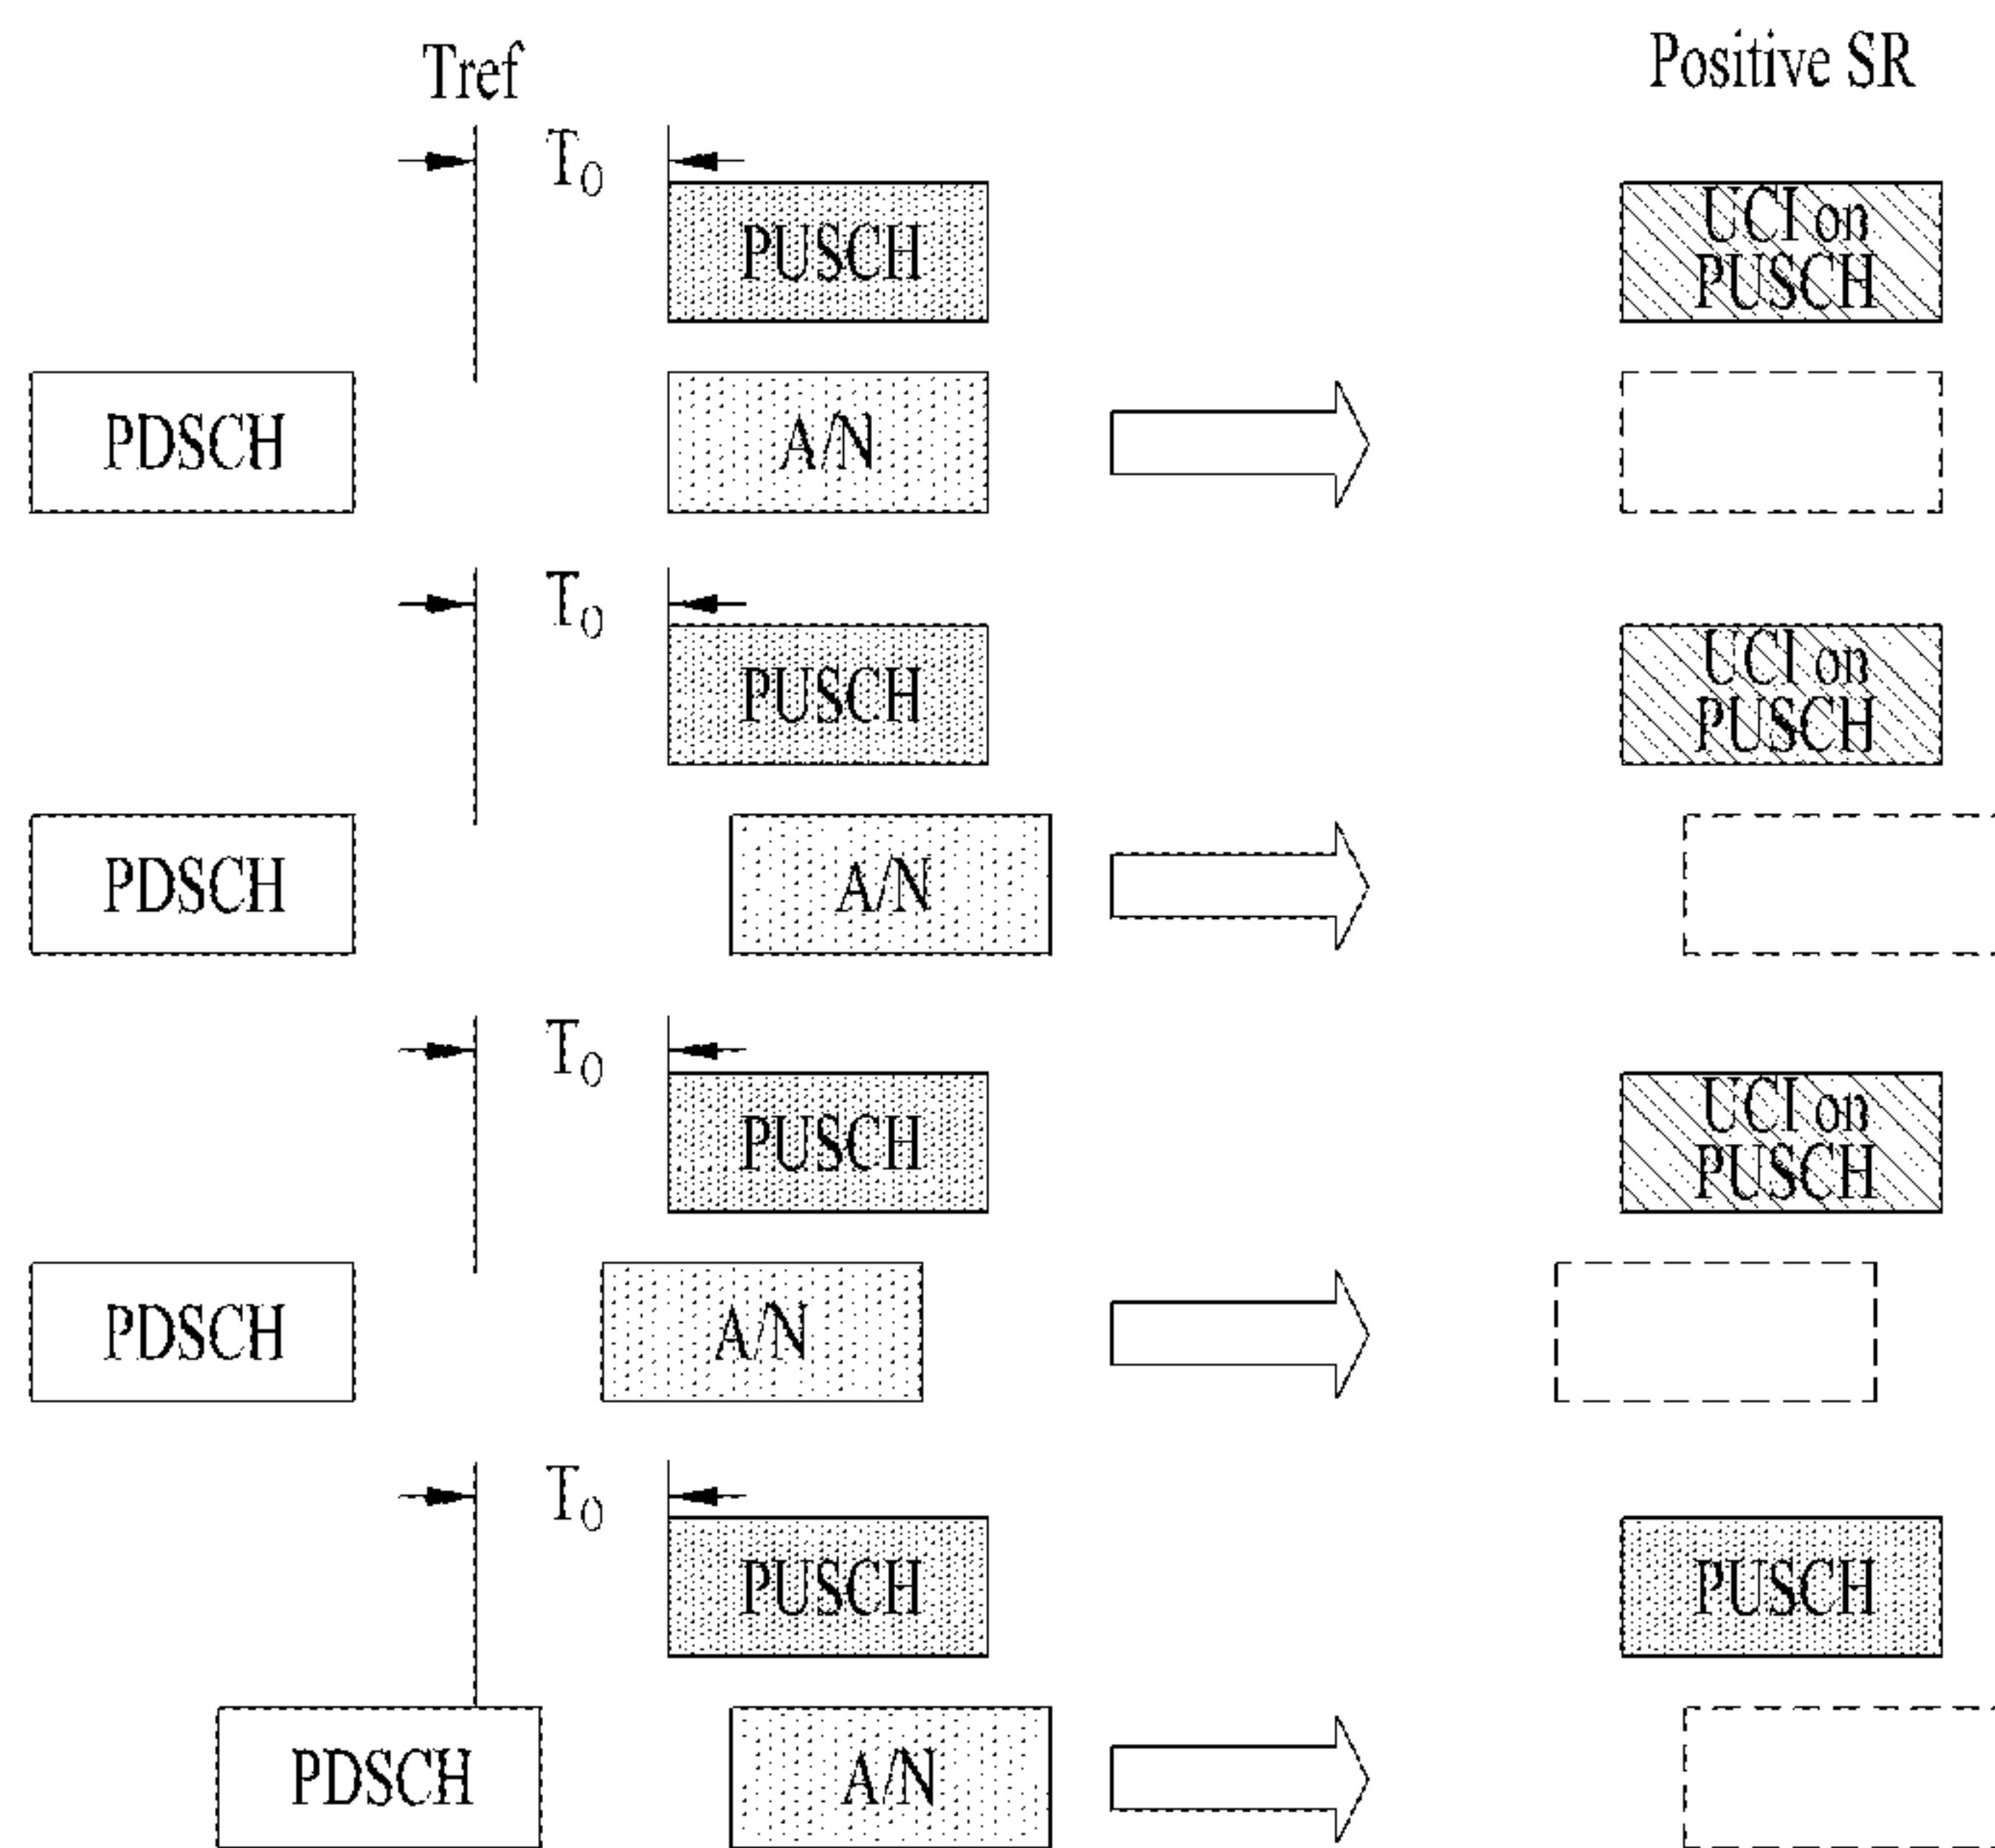 Tref
Positive SR
T0
PUSCH
UCI on
PUSCH
PDSCH
A/N
T0
PUSCH
UCI on
PUSCH
PDSCH
A/N
T0
PUSCH
UCI on
PUSCH
PDSCH
A/N
T0
PUSCH
PUSCH
PDSCH
A/N